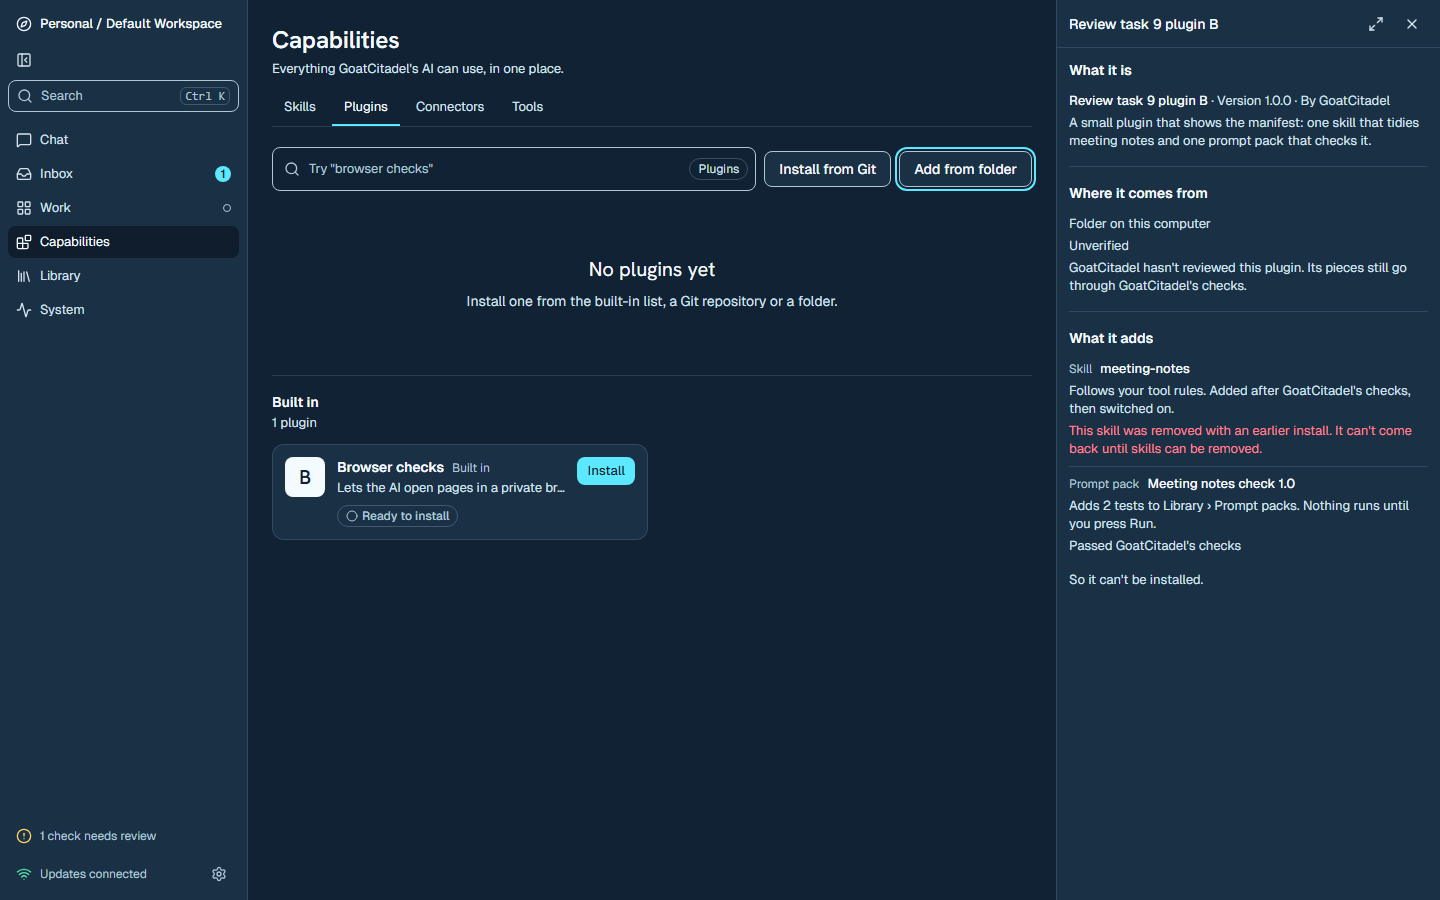 Personal / Default Workspace
Search
Ctrl K
Chat
Inbox
1
Work
Capabilities
Library
System
1 check needs review
Updates connected
Capabilities
Everything GoatCitadel's AI can use, in one place.
Skills
Plugins
Connectors
Tools
Try "browser checks"
Plugins
Install from Git
Add from folder
No plugins yet
Install one from the built-in list, a Git repository or a folder.
Built in
1 plugin
B
Browser checks Built in
Lets the AI open pages in a private br...
Ready to install
Install
Review task 9 plugin B
What it is
Review task 9 plugin B · Version 1.0.0 · By GoatCitadel
A small plugin that shows the manifest: one skill that tidies
meeting notes and one prompt pack that checks it.
Where it comes from
Folder on this computer
Unverified
GoatCitadel hasn't reviewed this plugin. Its pieces still go
through GoatCitadel's checks.
What it adds
Skill meeting-notes
Follows your tool rules. Added after GoatCitadel's checks,
then switched on.
This skill was removed with an earlier install. It can't come
back until skills can be removed.
Prompt pack Meeting notes check 1.0
Adds 2 tests to Library › Prompt packs. Nothing runs until
you press Run.
Passed GoatCitadel's checks
So it can't be installed.